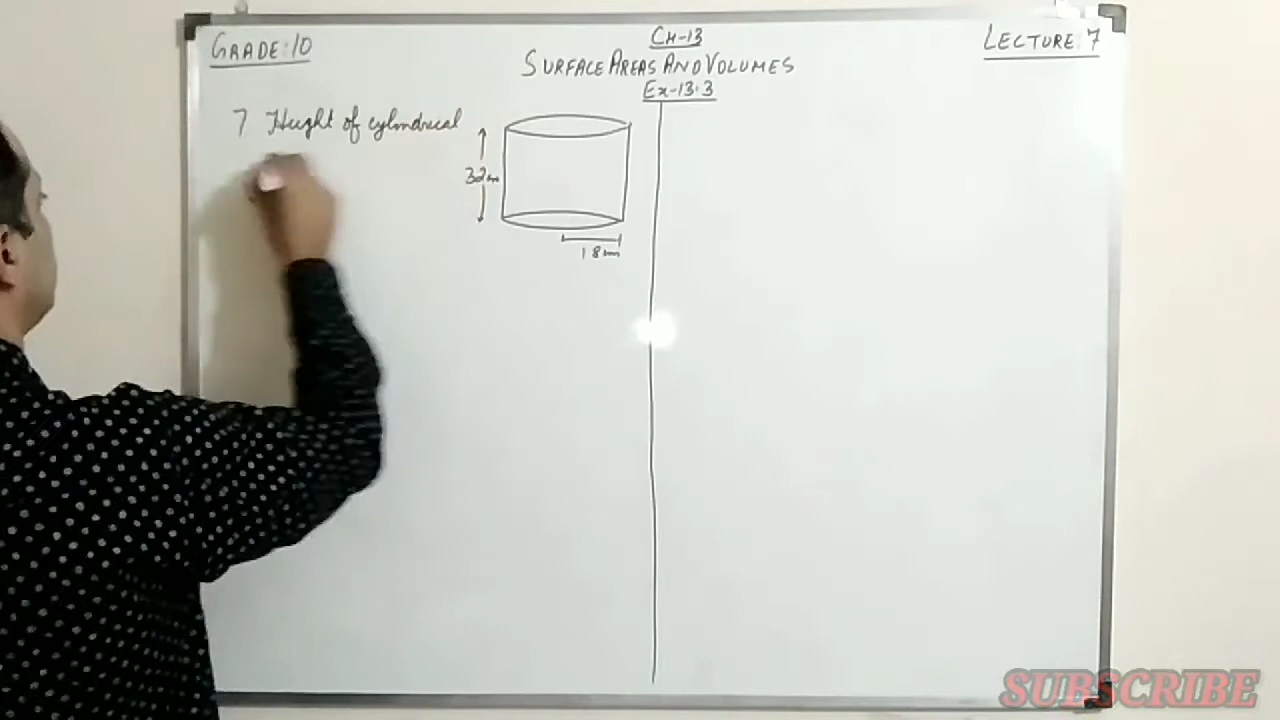 GRADE:10
CH-13
LECTURE:7
SURFACE AREAS AND VOLUMES
Ex-13.3
7 Height of cylindrical
32cm
18cm
SUBSCRIBE